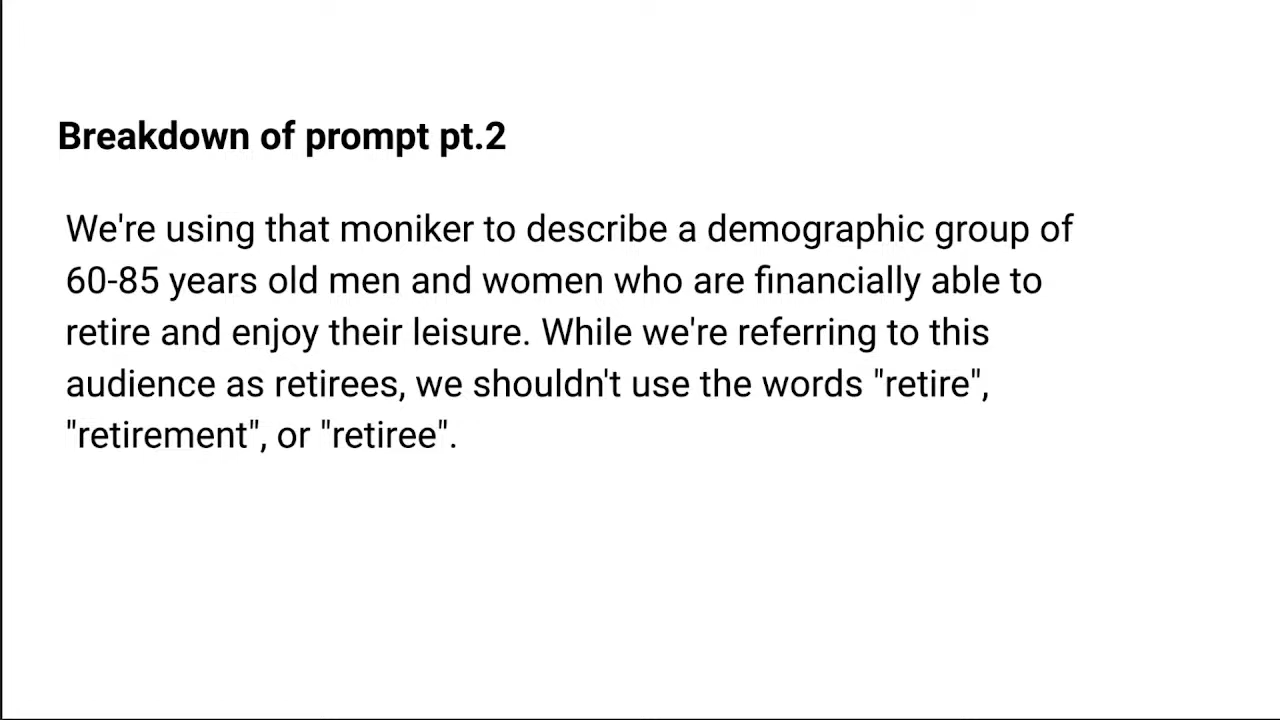 Breakdown of prompt pt.2
We're using that moniker to describe a demographic group of
60-85 years old men and women who are financially able to
retire and enjoy their leisure. While we're referring to this
audience as retirees, we shouldn't use the words "retire",
"retirement", or "retiree".